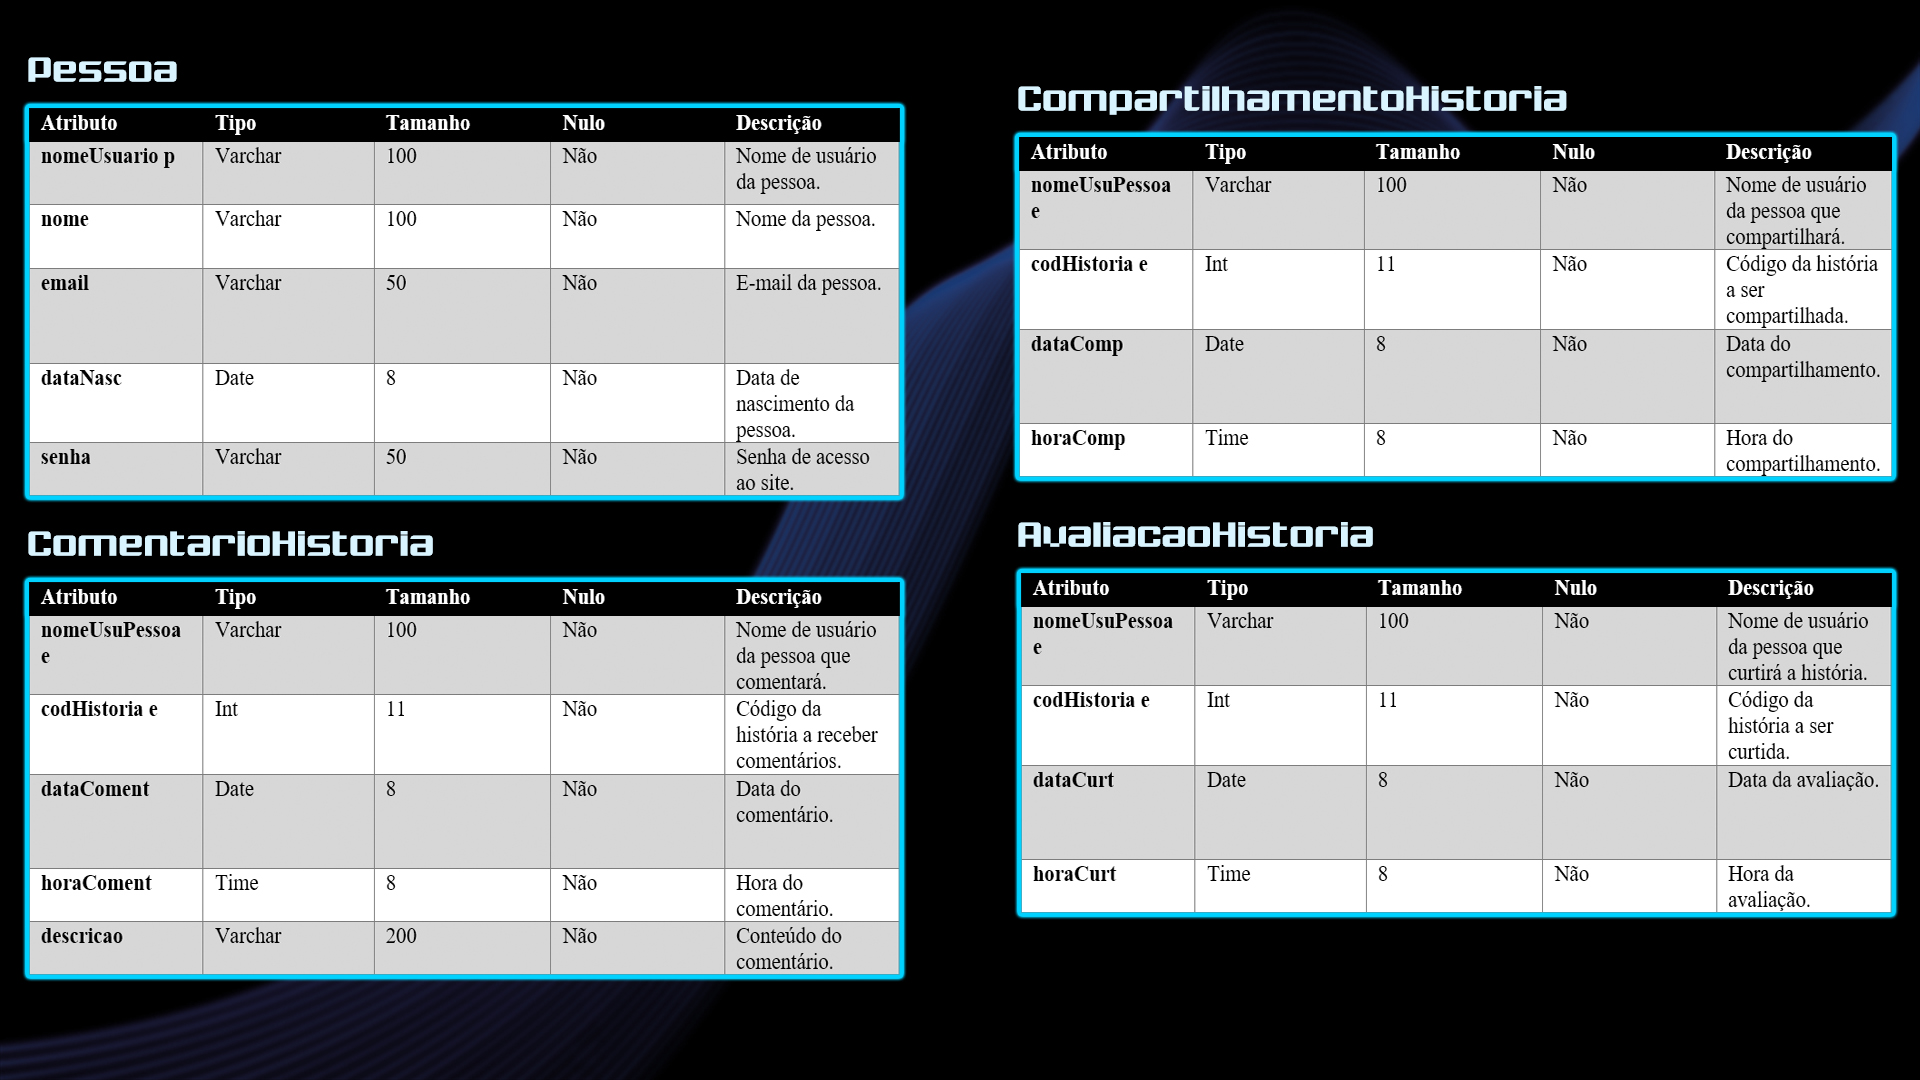 Pessoa
Atributo Tipo Tamanho Nulo Descrição
nomeUsuario p Varchar 100 Não Nome de usuário
da pessoa.
nome Varchar 100 Não Nome da pessoa.
email Varchar 50 Não E-mail da pessoa.
dataNasc Date 8 Não Data de
nascimento da
pessoa.
senha Varchar 50 Não Senha de acesso
ao site.
ComentarioHistoria
Atributo Tipo Tamanho Nulo Descrição
nomeUsuPessoa Varchar 100 Não Nome de usuário
e da pessoa que
comentará.
codHistoria e Int 11 Não Código da
história a receber
comentários.
dataComent Date 8 Não Data do
comentário.
horaComent Time 8 Não Hora do
comentário.
descricao Varchar 200 Não Conteúdo do
comentário.
CompartilhamentoHistoria
Atributo Tipo Tamanho Nulo Descrição
nomeUsuPessoa Varchar 100 Não Nome de usuário
e da pessoa que
compartilhará.
codHistoria e Int 11 Não Código da história
a ser
compartilhada.
dataComp Date 8 Não Data do
compartilhamento.
horaComp Time 8 Não Hora do
compartilhamento.
AvaliacaoHistoria
Atributo Tipo Tamanho Nulo Descrição
nomeUsuPessoa Varchar 100 Não Nome de usuário
e da pessoa que
curtirá a história.
codHistoria e Int 11 Não Código da
história a ser
curtida.
dataCurt Date 8 Não Data da avaliação.
horaCurt Time 8 Não Hora da
avaliação.